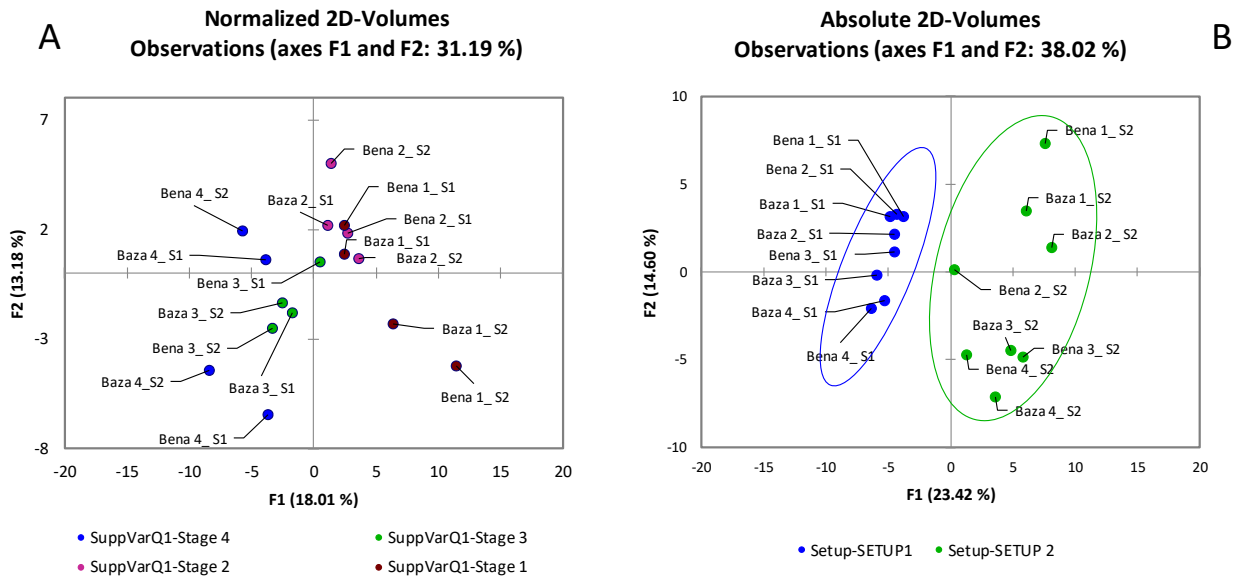 A
Normalized 2D-Volumes
Observations (axes F1 and F2: 31.19 %)
7
2
-3
-8
F2 (13.18 %)
Bena 2_ S2
Bena 4_ S2
Bena 1_ S1
Baza 2_ S1
Bena 2_ S1
Baza 1_ S1
Baza 4_ S1
Baza 2_ S2
Bena 3_ S1
Baza 3_ S2
Bena 3_ S2
Baza 1_ S2
Baza 4_ S2
Baza 3_ S1
Bena 1_ S2
Bena 4_ S1
-20 -15 -10 -5 0 5 10 15 20
F1 (18.01 %)
SuppVarQ1-Stage 4
SuppVarQ1-Stage 3
SuppVarQ1-Stage 2
SuppVarQ1-Stage 1
Absolute 2D-Volumes
Observations (axes F1 and F2: 38.02 %)
B
10
5
0
-5
-10
F2 (14.60 %)
Bena 1_ S1
Bena 2_ S1
Baza 1_ S1
Baza 2_ S1
Bena 3_ S1
Baza 3_ S1
Baza 4_ S1
Bena 4_ S1
Bena 1_ S2
Baza 1_ S2
Baza 2_ S2
Bena 2_ S2
Baza 3_ S2
Bena 3_ S2
Bena 4_ S2
Baza 4_ S2
-20 -15 -10 -5 0 5 10 15 20
F1 (23.42 %)
Setup-SETUP1
Setup-SETUP 2